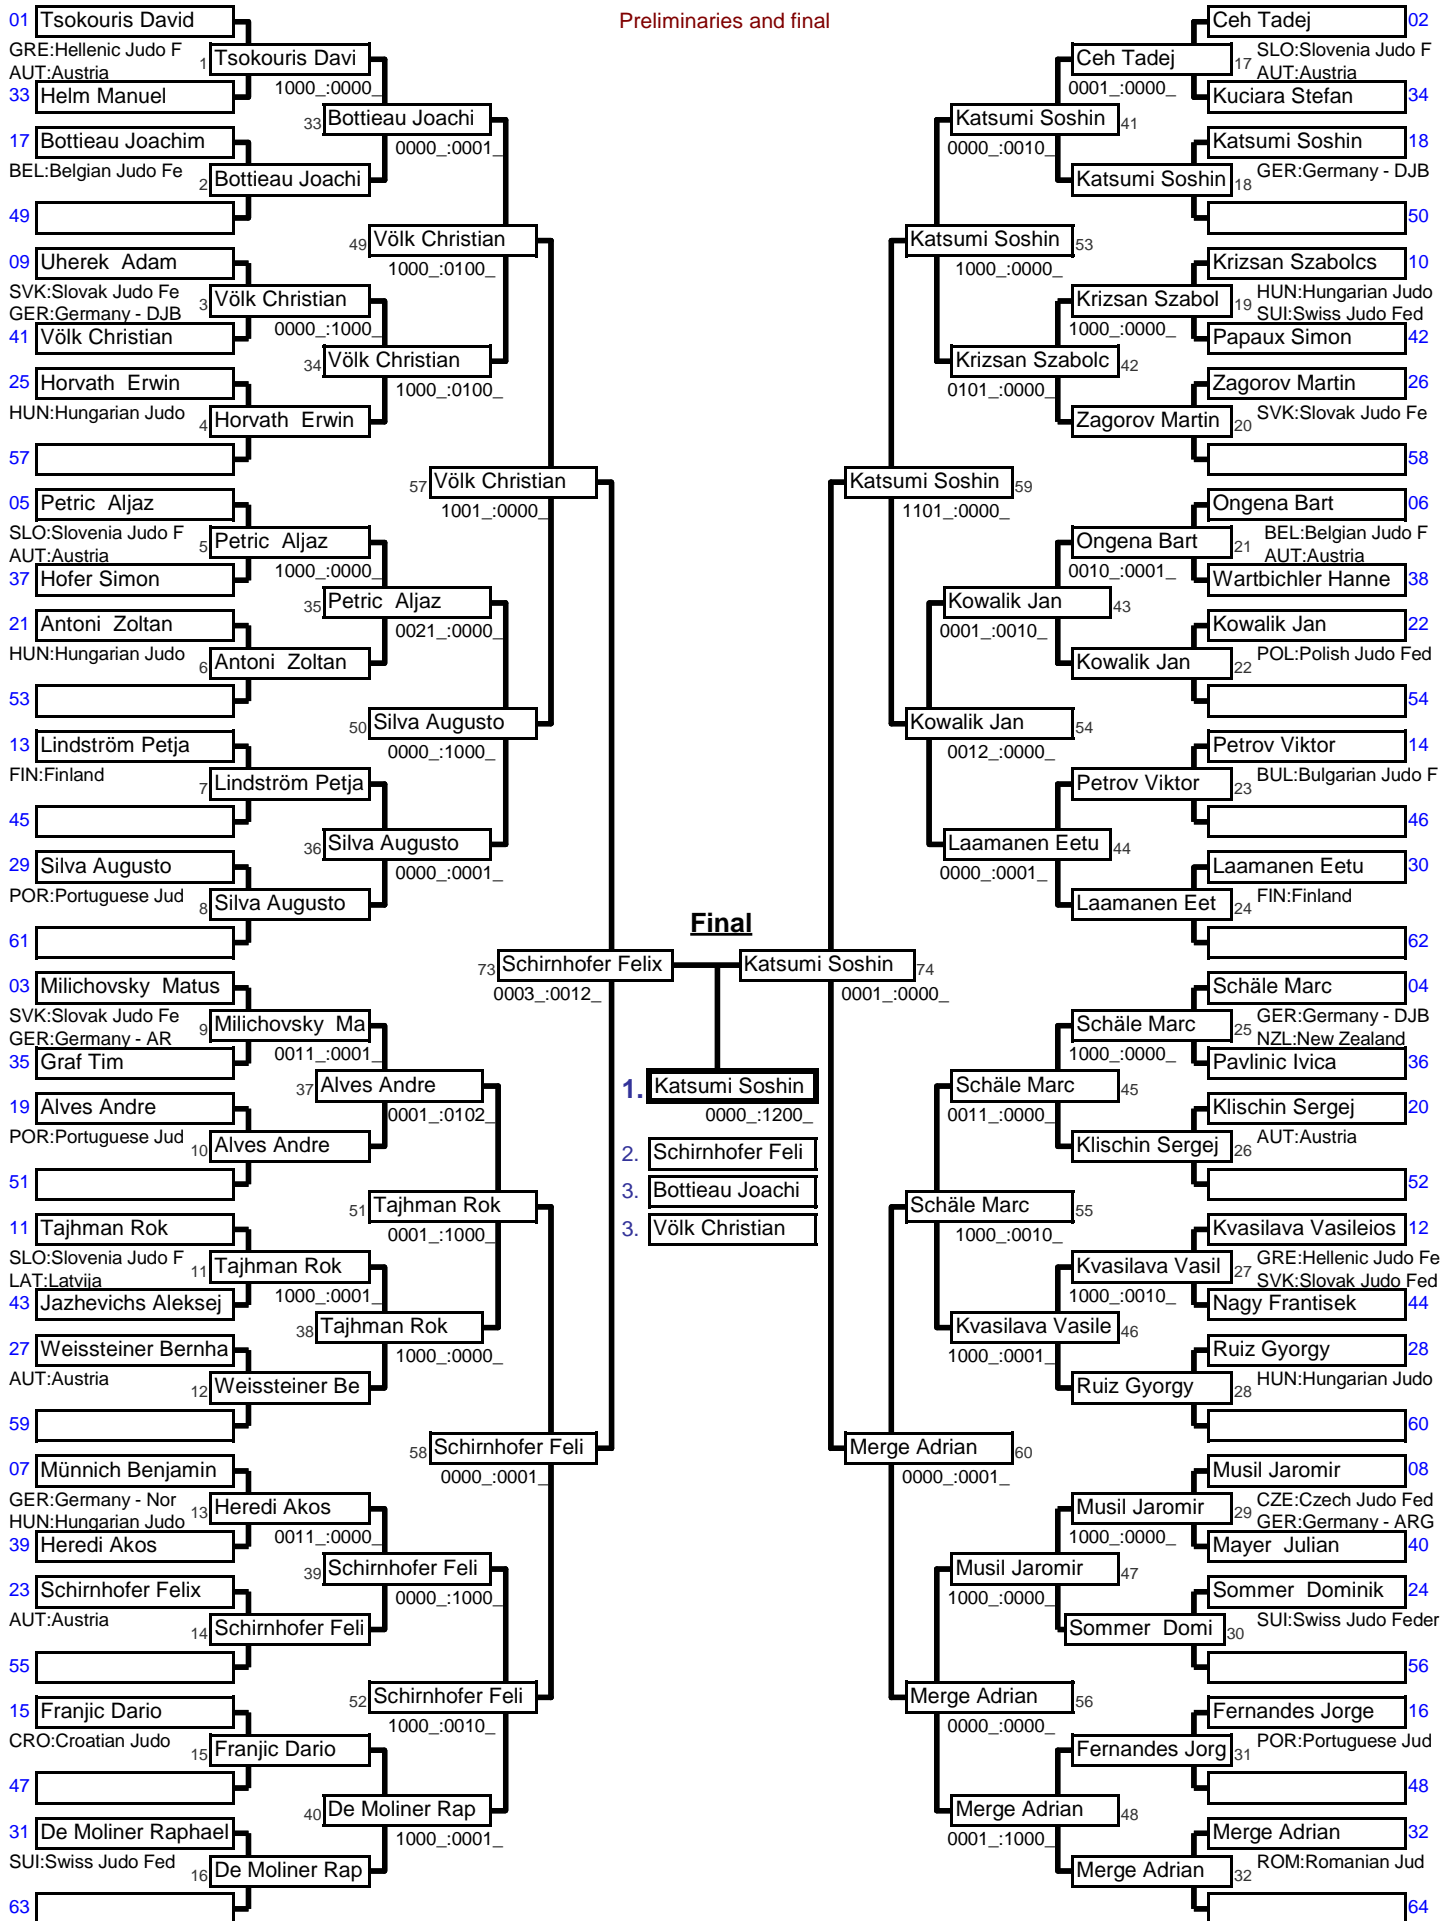 Preliminaries and final
01 Tsokouris David
GRE:Hellenic Judo F
AUT:Austria
33 Helm Manuel
17 Bottieau Joachim
BEL:Belgian Judo Fe
49
09 Uherek Adam
SVK:Slovak Judo Fe
GER:Germany - DJB
41 Völk Christian
25 Horvath Erwin
HUN:Hungarian Judo
57
05 Petric Aljaz
SLO:Slovenia Judo F
AUT:Austria
37 Hofer Simon
21 Antoni Zoltan
HUN:Hungarian Judo
53
13 Lindström Petja
FIN:Finland
45
29 Silva Augusto
POR:Portuguese Jud
61
03 Milichovsky Matus
SVK:Slovak Judo Fe
GER:Germany - AR
35 Graf Tim
19 Alves Andre
POR:Portuguese Jud
51
11 Tajhman Rok
SLO:Slovenia Judo F
LAT:Latvija
43 Jazhevichs Aleksej
27 Weissteiner Bernha
AUT:Austria
59
07 Münnich Benjamin
GER:Germany - Nor
HUN:Hungarian Judo
39 Heredi Akos
23 Schirnhofer Felix
AUT:Austria
55
15 Franjic Dario
CRO:Croatian Judo
47
31 De Moliner Raphael
SUI:Swiss Judo Fed
63
1 Tsokouris Davi
1000_:0000_
2 Bottieau Joachi
3 Völk Christian
0000_:1000_
4 Horvath Erwin
5 Petric Aljaz
1000_:0000_
6 Antoni Zoltan
7 Lindström Petja
8 Silva Augusto
9 Milichovsky Ma
0011_:0001_
10 Alves Andre
11 Tajhman Rok
1000_:0001_
12 Weissteiner Be
13 Heredi Akos
0011_:0000_
14 Schirnhofer Feli
15 Franjic Dario
16 De Moliner Rap
33 Bottieau Joachi
0000_:0001_
34 Völk Christian
1000_:0100_
35 Petric Aljaz
0021_:0000_
36 Silva Augusto
0000_:0001_
37 Alves Andre
0001_:0102_
38 Tajhman Rok
1000_:0000_
39 Schirnhofer Feli
0000_:1000_
40 De Moliner Rap
1000_:0001_
49 Völk Christian
1000_:0100_
50 Silva Augusto
0000_:1000_
51 Tajhman Rok
0001_:1000_
52 Schirnhofer Feli
1000_:0010_
57 Völk Christian
1001_:0000_
58 Schirnhofer Feli
0000_:0001_
Final
73 Schirnhofer Felix
0003_:0012_
Katsumi Soshin 74
0001_:0000_
1. Katsumi Soshin
0000_:1200_
2. Schirnhofer Feli
3. Bottieau Joachi
3. Völk Christian
Katsumi Soshin 59
1101_:0000_
Merge Adrian 60
0000_:0001_
Katsumi Soshin 53
1000_:0000_
Kowalik Jan 54
0012_:0000_
Schäle Marc 55
1000_:0010_
Merge Adrian 56
0000_:0000_
Katsumi Soshin 41
0000_:0010_
Krizsan Szabolc 42
0101_:0000_
Kowalik Jan 43
0001_:0010_
Laamanen Eetu 44
0000_:0001_
Schäle Marc 45
0011_:0000_
Kvasilava Vasile 46
1000_:0001_
Musil Jaromir 47
1000_:0000_
Merge Adrian 48
0001_:1000_
Ceh Tadej 17
0001_:0000_
Katsumi Soshin 18
Krizsan Szabol 19
1000_:0000_
Zagorov Martin 20
Ongena Bart 21
0010_:0001_
Kowalik Jan 22
Petrov Viktor 23
Laamanen Eet 24
Schäle Marc 25
1000_:0000_
Klischin Sergej 26
Kvasilava Vasil 27
1000_:0010_
Ruiz Gyorgy 28
Musil Jaromir 29
1000_:0000_
Sommer Domi 30
Fernandes Jorg 31
Merge Adrian 32
Ceh Tadej 02
SLO:Slovenia Judo F
AUT:Austria
Kuciara Stefan 34
Katsumi Soshin 18
GER:Germany - DJB
50
Krizsan Szabolcs 10
HUN:Hungarian Judo
SUI:Swiss Judo Fed
Papaux Simon 42
Zagorov Martin 26
SVK:Slovak Judo Fe
58
Ongena Bart 06
BEL:Belgian Judo F
AUT:Austria
Wartbichler Hanne 38
Kowalik Jan 22
POL:Polish Judo Fed
54
Petrov Viktor 14
BUL:Bulgarian Judo F
46
Laamanen Eetu 30
FIN:Finland
62
Schäle Marc 04
GER:Germany - DJB
NZL:New Zealand
Pavlinic Ivica 36
Klischin Sergej 20
AUT:Austria
52
Kvasilava Vasileios 12
GRE:Hellenic Judo Fe
SVK:Slovak Judo Fed
Nagy Frantisek 44
Ruiz Gyorgy 28
HUN:Hungarian Judo
60
Musil Jaromir 08
CZE:Czech Judo Fed
GER:Germany - ARG
Mayer Julian 40
Sommer Dominik 24
SUI:Swiss Judo Feder
56
Fernandes Jorge 16
POR:Portuguese Jud
48
Merge Adrian 32
ROM:Romanian Jud
64